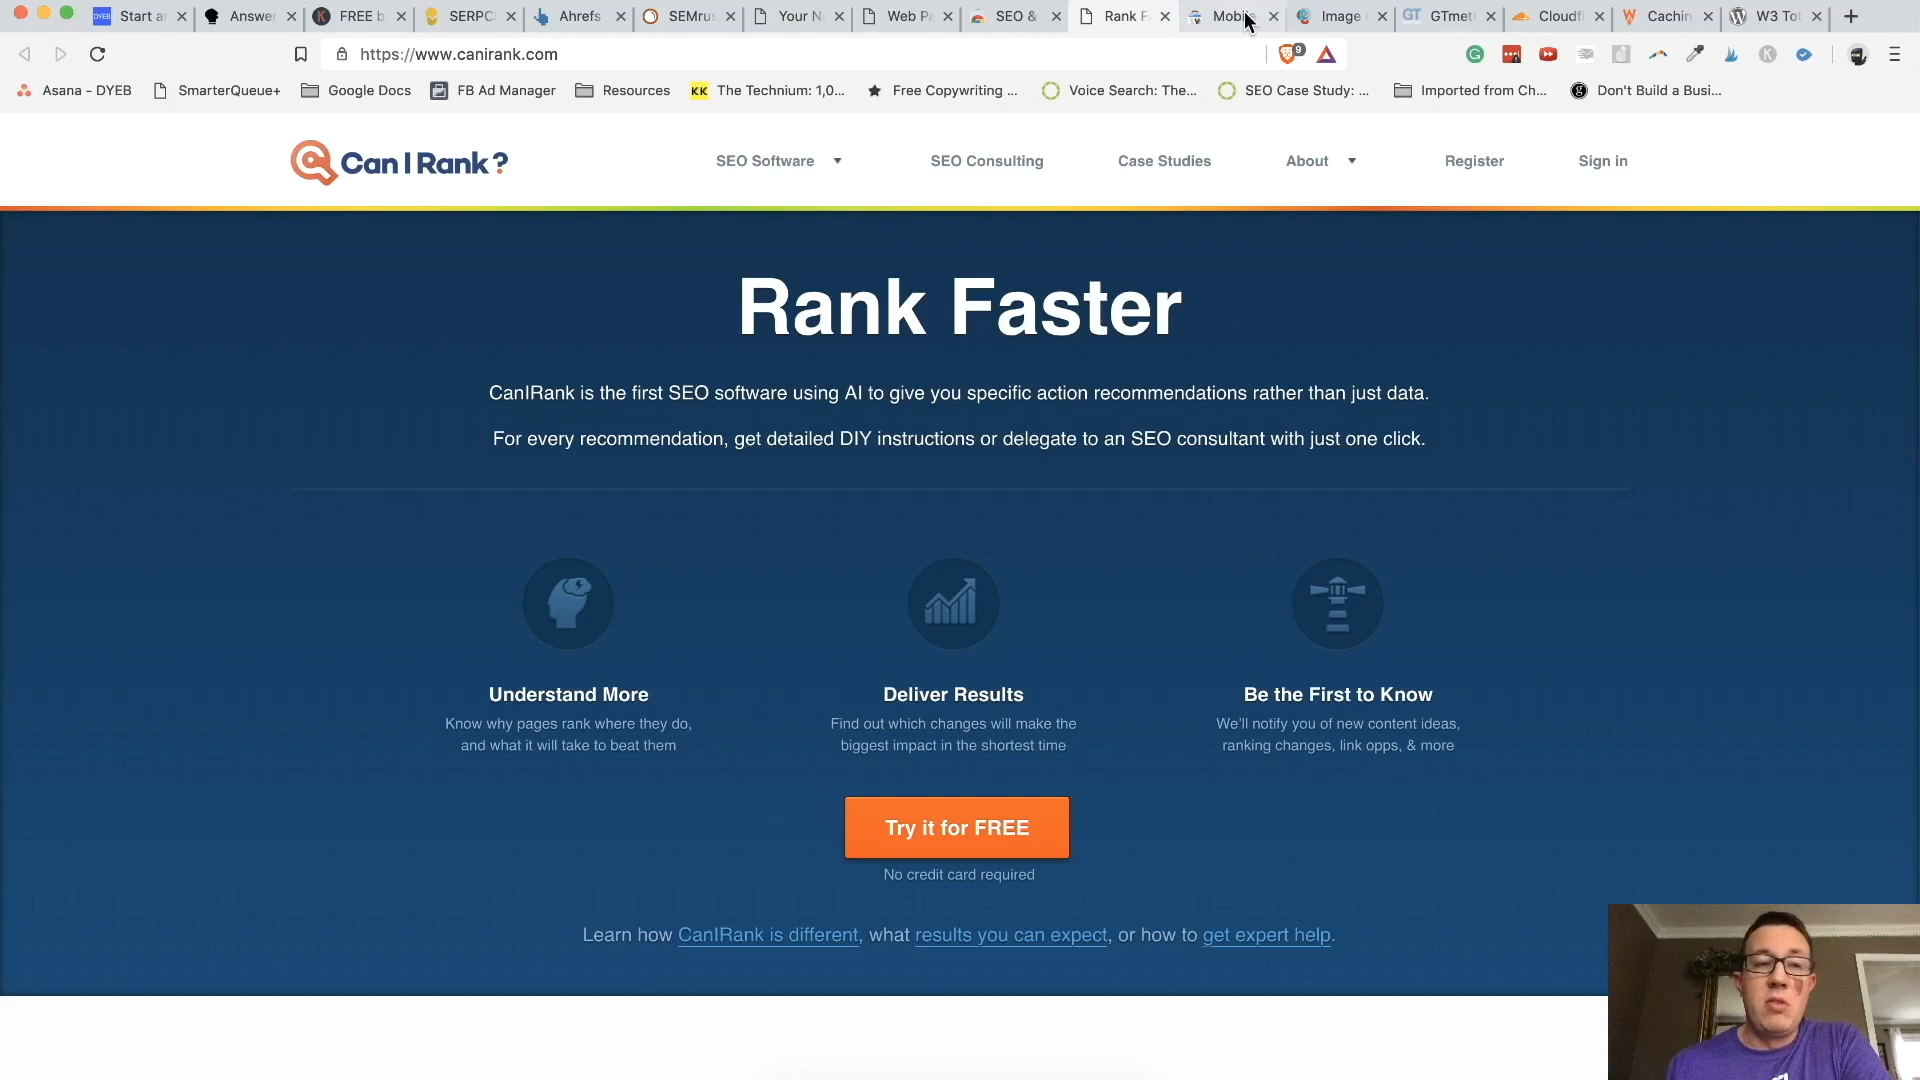 Start a
Answer
FREE b
SERPC
Ahrefs
SEMrus
Your N
Web Pa
SEO &
Rank F
Mobile
Image
GT GTmetr
Cloudfl
Cachin
W3 Tot
https://www.canirank.com
9
Asana - DYEB
SmarterQueue+
Google Docs
FB Ad Manager
Resources
KK The Technium: 1,0...
Free Copywriting ...
Voice Search: The...
SEO Case Study: ...
Imported from Ch...
Don't Build a Busi...
Can I Rank?
SEO Software
SEO Consulting
Case Studies
About
Register
Sign in
Rank Faster
CanIRank is the first SEO software using AI to give you specific action recommendations rather than just data.
For every recommendation, get detailed DIY instructions or delegate to an SEO consultant with just one click.
Understand More
Know why pages rank where they do,
and what it will take to beat them
Deliver Results
Find out which changes will make the
biggest impact in the shortest time
Be the First to Know
We'll notify you of new content ideas,
ranking changes, link opps, & more
Try it for FREE
No credit card required
Learn how CanIRank is different, what results you can expect, or how to get expert help.